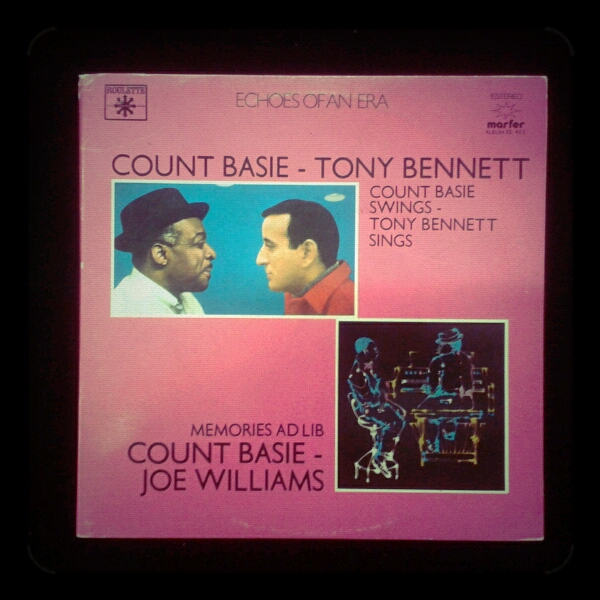 ROULETTE
ECHOES OF AN ERA
ESTEREO
marfer
COUNT BASIE - TONY BENNETT
COUNT BASIE
SWINGS -
TONY BENNETT
SINGS
MEMORIES AD LIB
COUNT BASIE -
JOE WILLIAMS